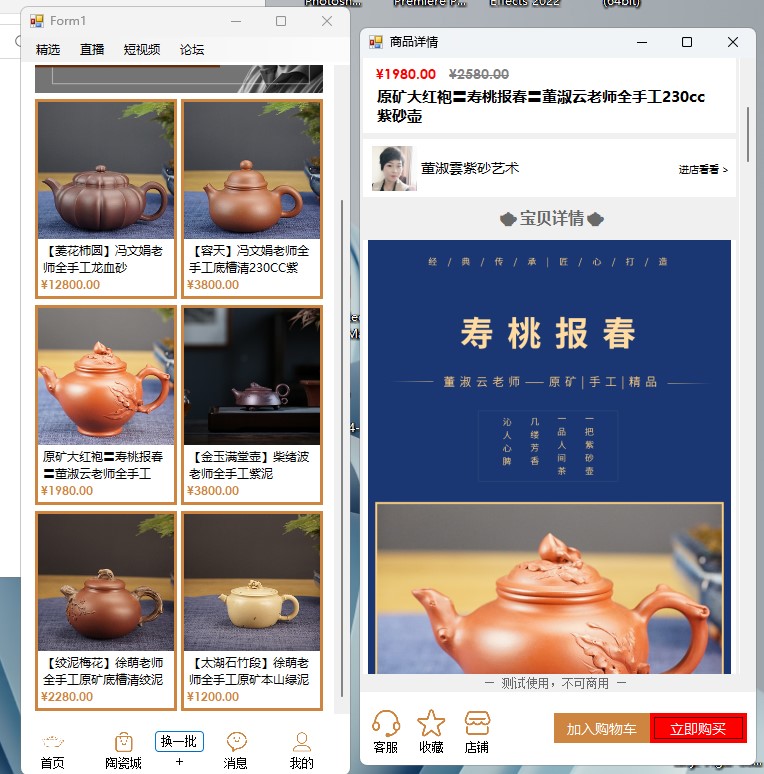 Photosh...
Premiere P...
Effects 2022
(64bit)
Form1
精选 直播 短视频 论坛
【菱花柿圆】冯文娟老
师全手工龙血砂
¥12800.00
【容天】冯文娟老师全
手工底槽清230CC紫
¥3800.00
原矿大红袍〓寿桃报春
〓董淑云老师全手工
¥1980.00
【金玉满堂壶】柴绪波
老师全手工紫泥
¥3800.00
【绞泥梅花】徐萌老师
全手工原矿底槽清绞泥
¥2280.00
【太湖石竹段】徐萌老
师全手工原矿本山绿泥
¥1200.00
首页
陶瓷城
换一批
+
消息
我的
商品详情
¥1980.00 ¥2580.00
原矿大红袍〓寿桃报春〓董淑云老师全手工230cc
紫砂壶
董淑雲紫砂艺术
进店看看 >
宝贝详情
经 / 典 / 传 / 承 | 匠 / 心 / 打 / 造
寿桃报春
董淑云老师 —— 原矿|手工|精品
一把紫砂壶
一品人间茶
几缕芳香
沁人心脾
— 测试使用，不可商用 —
客服
收藏
店铺
加入购物车
立即购买